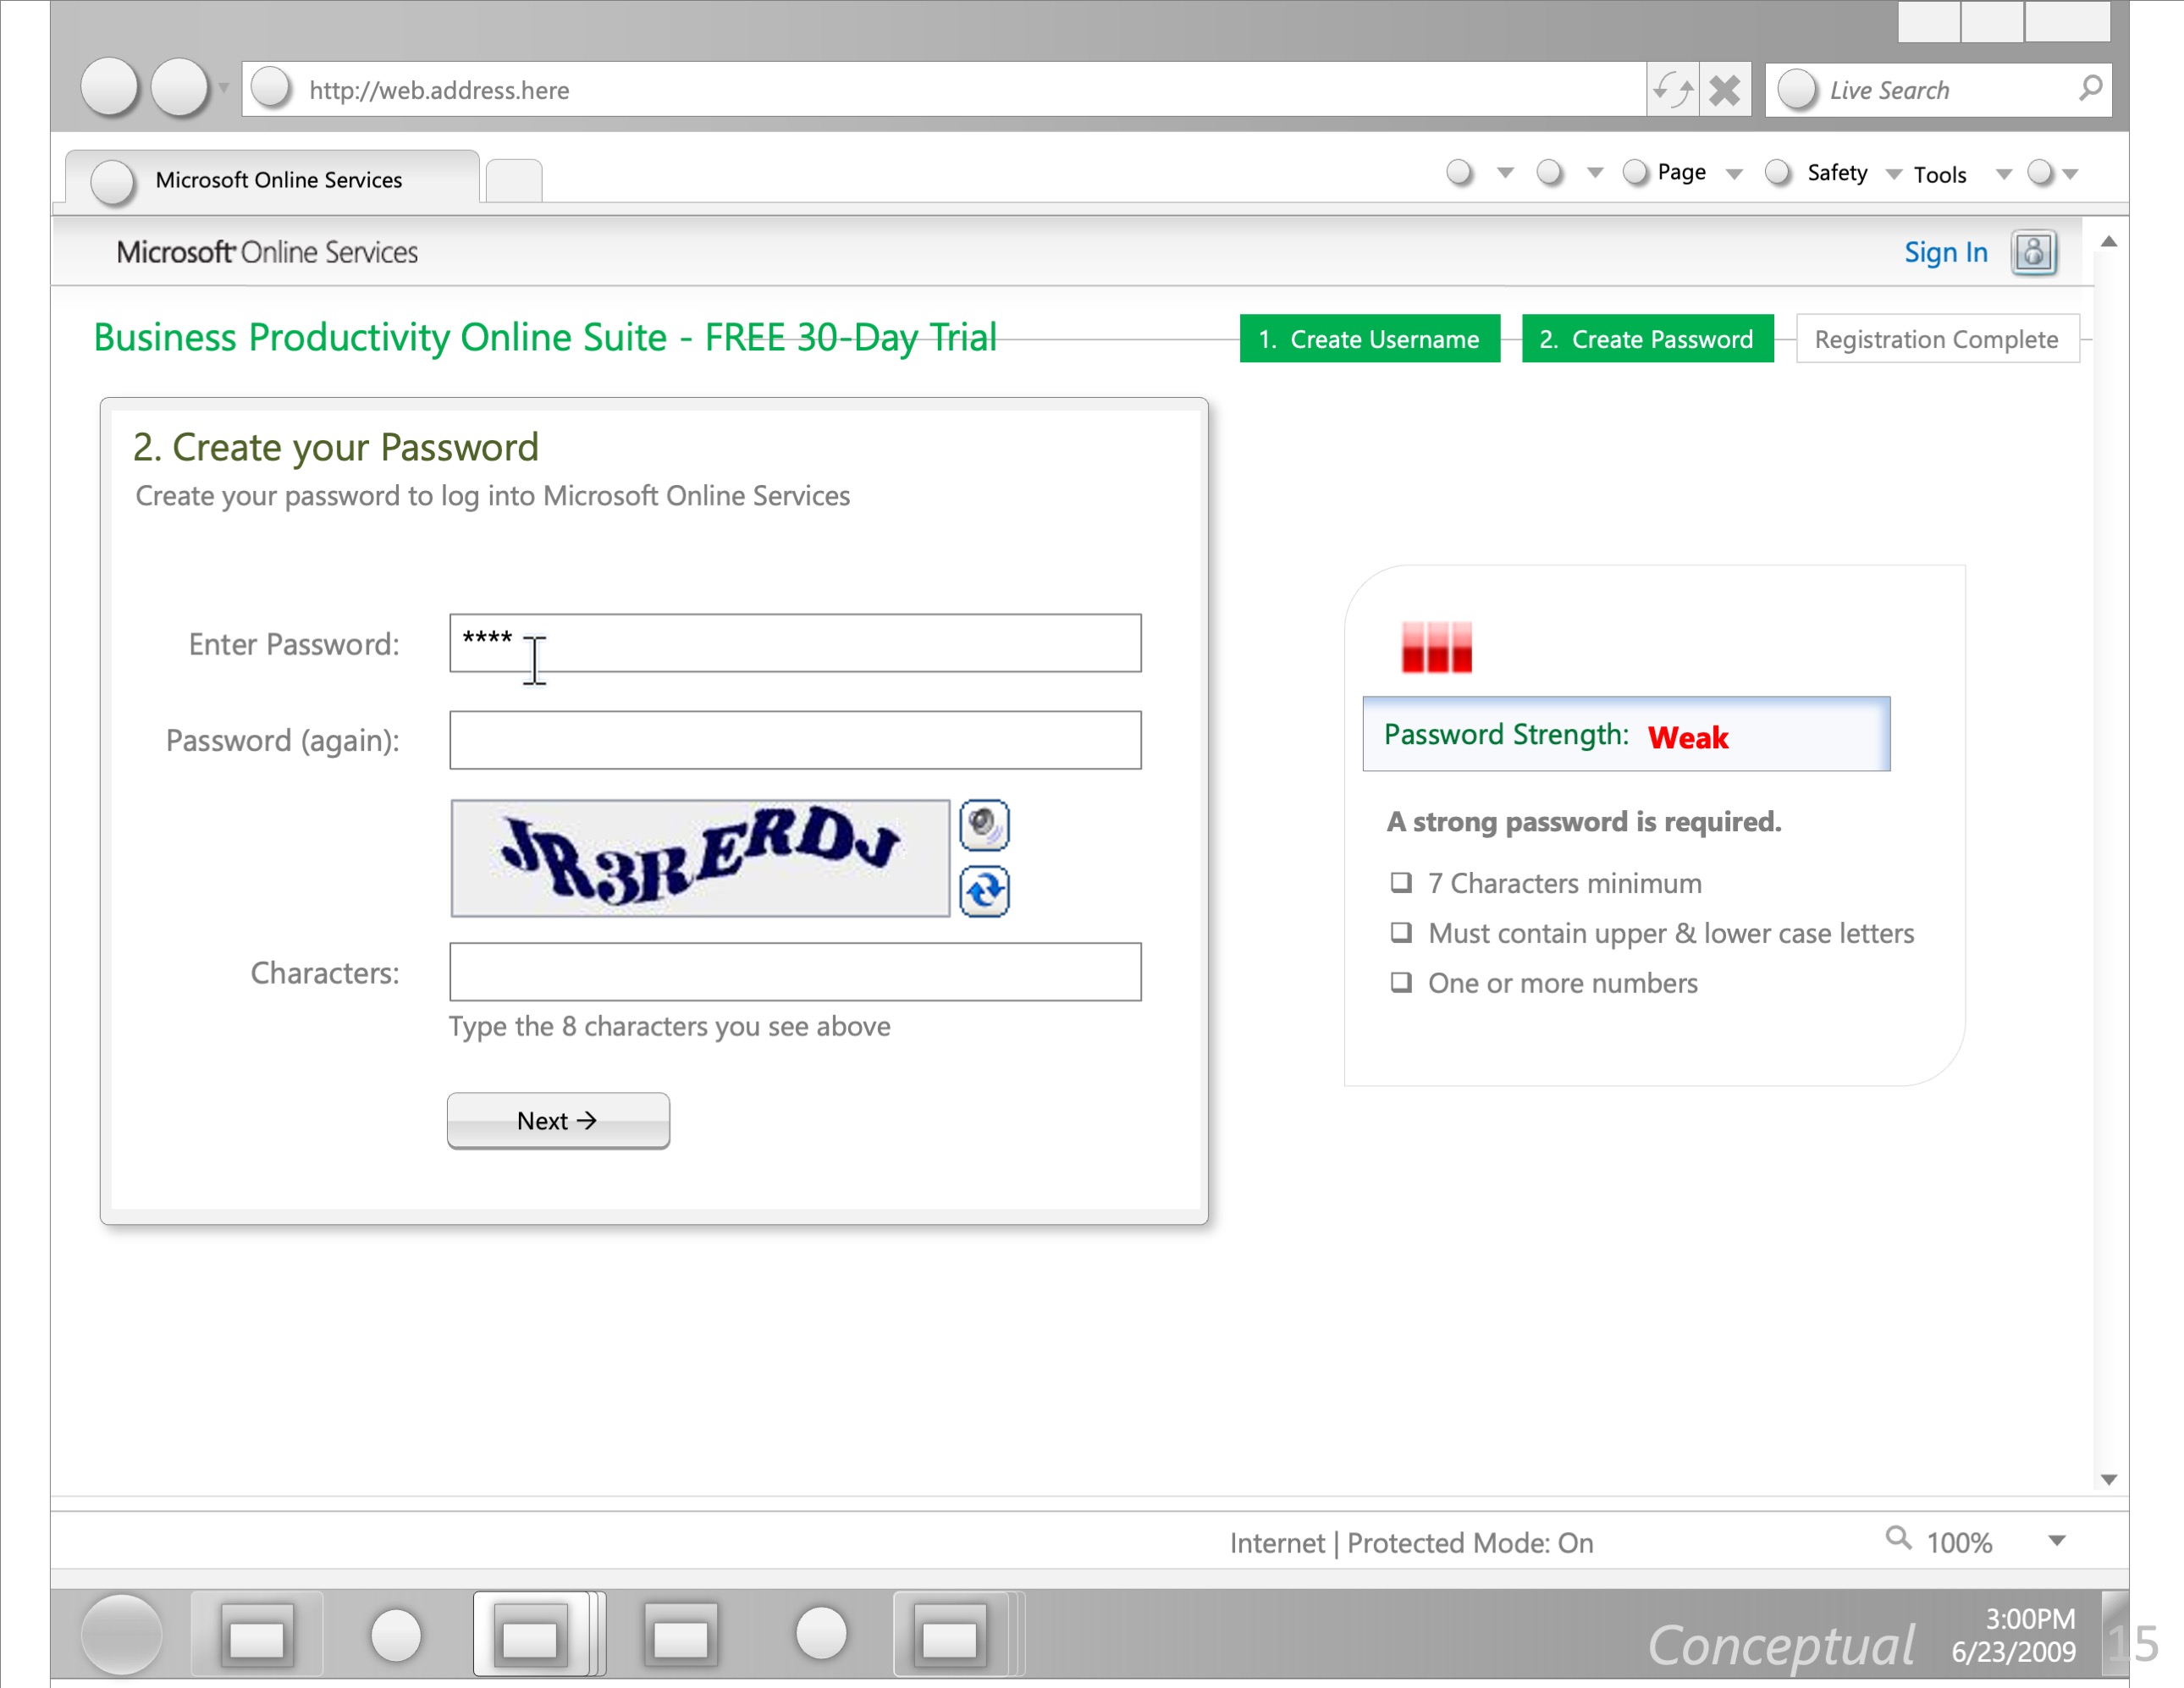 http://web.address.here
Live Search
Microsoft Online Services
Page
Safety
Tools
Microsoft Online Services
Sign In
Business Productivity Online Suite - FREE 30-Day Trial
1. Create Username
2. Create Password
Registration Complete
2. Create your Password
Create your password to log into Microsoft Online Services
Enter Password:
****
Password (again):
JR3RERDJ
Characters:
Type the 8 characters you see above
Next →
Password Strength: Weak
A strong password is required.
7 Characters minimum
Must contain upper & lower case letters
One or more numbers
Internet | Protected Mode: On
100%
Conceptual
3:00PM
6/23/2009
15